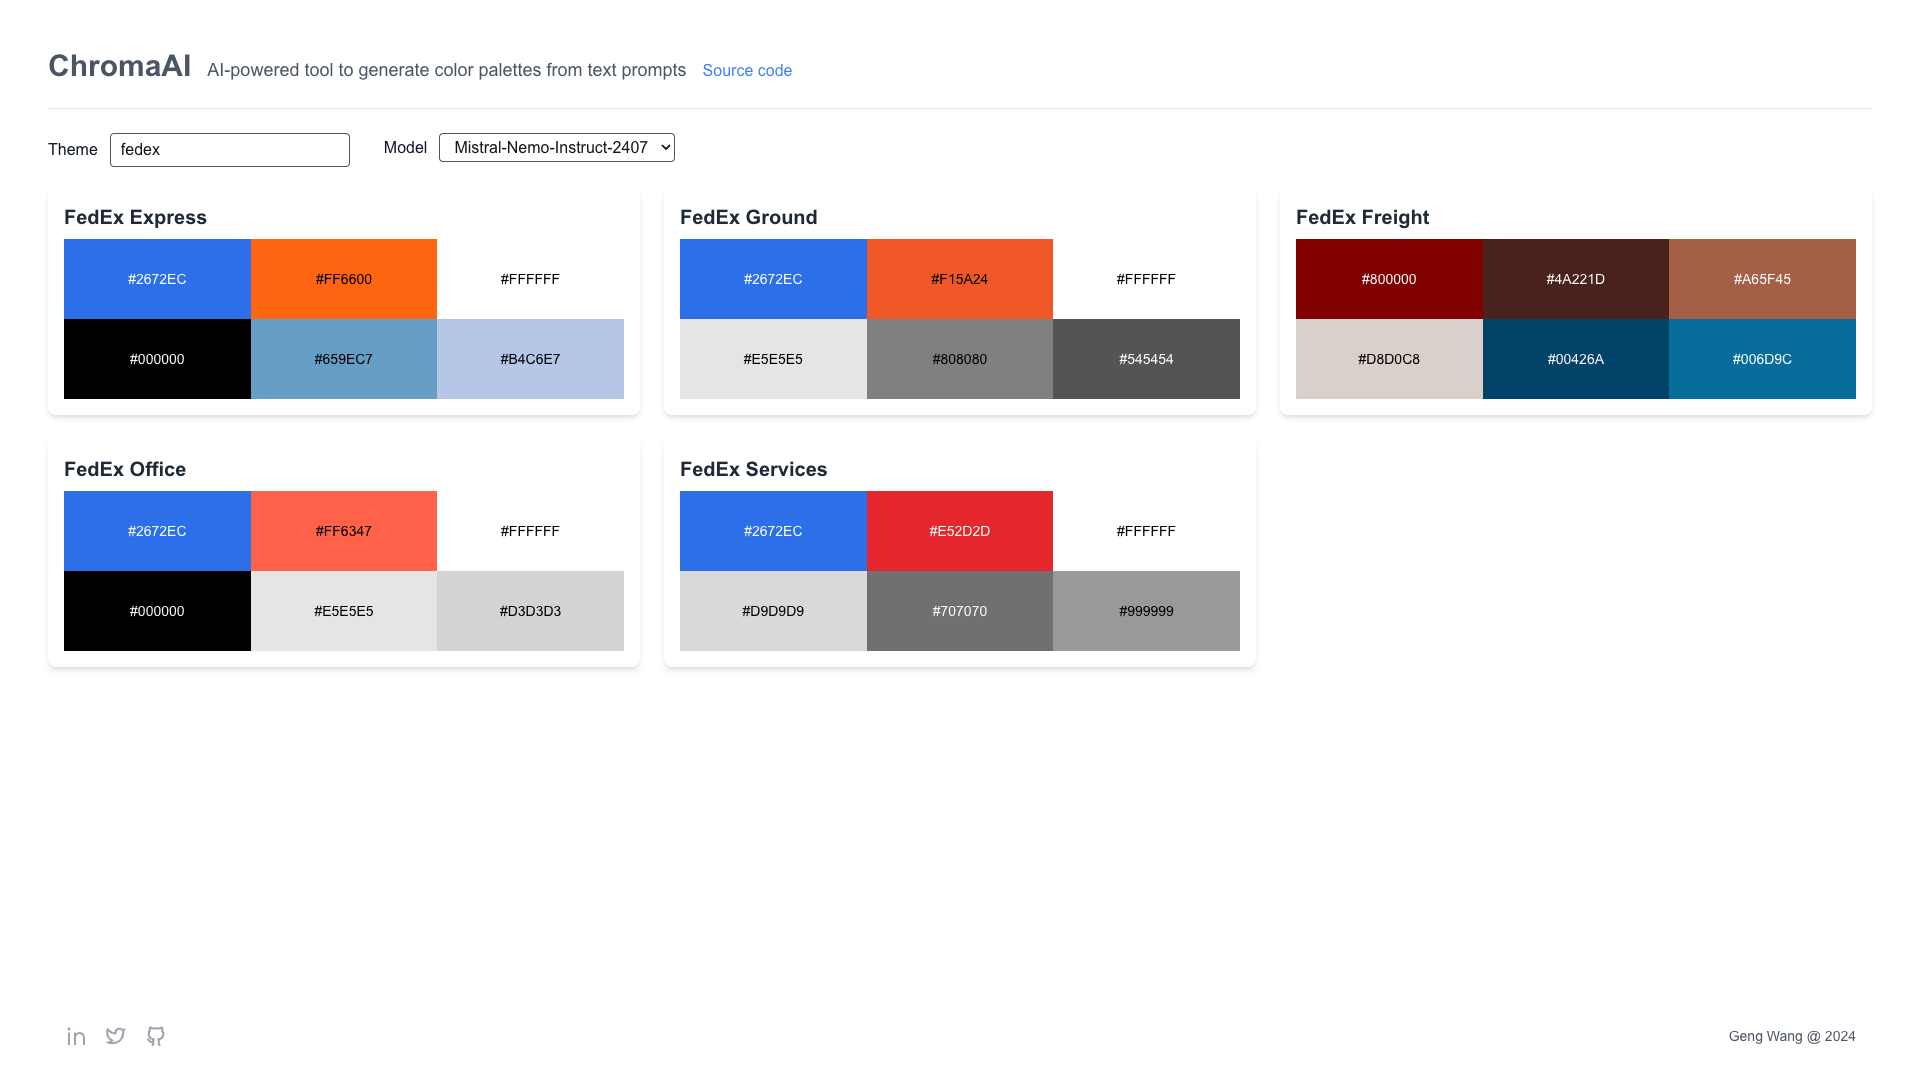 ChromaAI AI-powered tool to generate color palettes from text prompts Source code
Theme fedex Model Mistral-Nemo-Instruct-2407
FedEx Express
#2672EC #FF6600 #FFFFFF
#000000 #659EC7 #B4C6E7
FedEx Ground
#2672EC #F15A24 #FFFFFF
#E5E5E5 #808080 #545454
FedEx Freight
#800000 #4A221D #A65F45
#D8D0C8 #00426A #006D9C
FedEx Office
#2672EC #FF6347 #FFFFFF
#000000 #E5E5E5 #D3D3D3
FedEx Services
#2672EC #E52D2D #FFFFFF
#D9D9D9 #707070 #999999
Geng Wang @ 2024